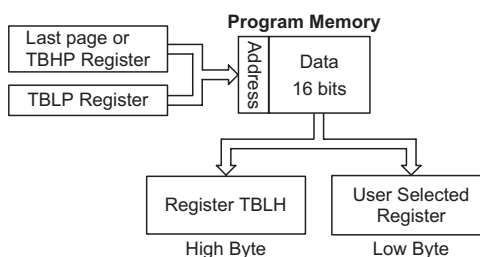 Program Memory
Last page or
TBHP Register
TBLP Register
Address
Data
16 bits
Register TBLH
User Selected
Register
High Byte
Low Byte